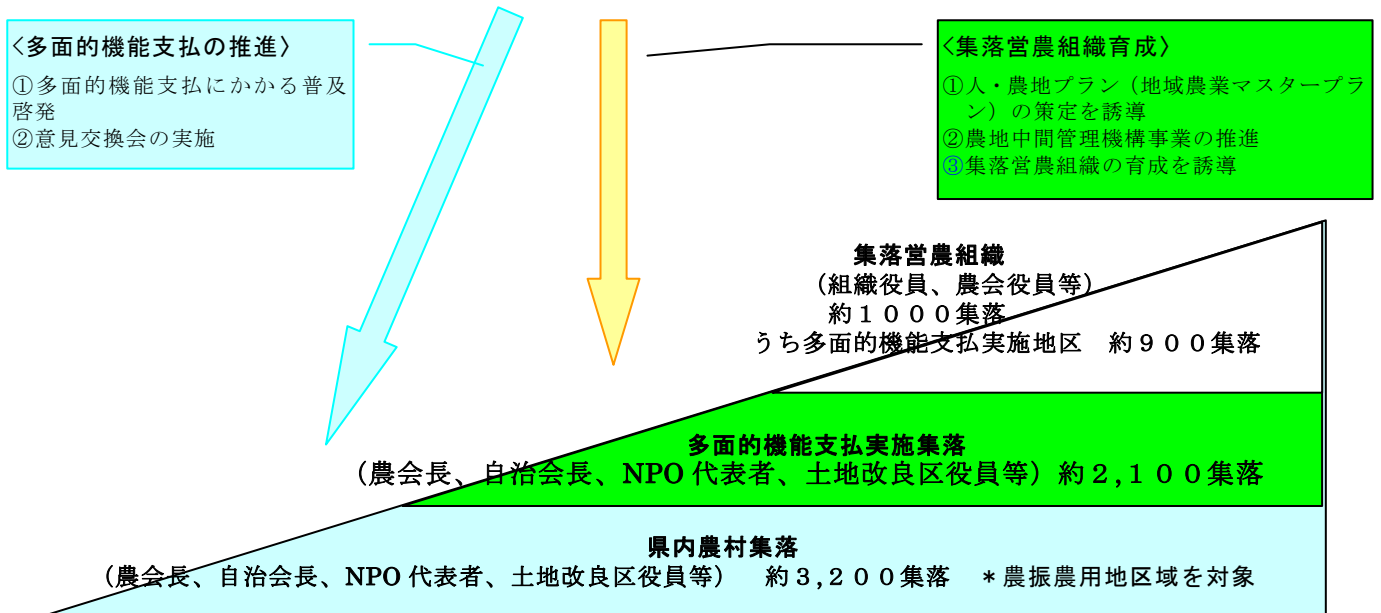 〈多面的機能支払の推進〉
①多面的機能支払にかかる普及
啓発
②意見交換会の実施
〈集落営農組織育成〉
①人・農地プラン（地域農業マスタープラ
ン）の策定を誘導
②農地中間管理機構事業の推進
③集落営農組織の育成を誘導
集落営農組織
（組織役員、農会役員等）
約１０００集落
うち多面的機能支払実施地区　約９００集落
多面的機能支払実施集落
（農会長、自治会長、NPO 代表者、土地改良区役員等）約２,１００集落
県内農村集落
（農会長、自治会長、NPO 代表者、土地改良区役員等）　約３,２００集落　＊農振農用地区域を対象